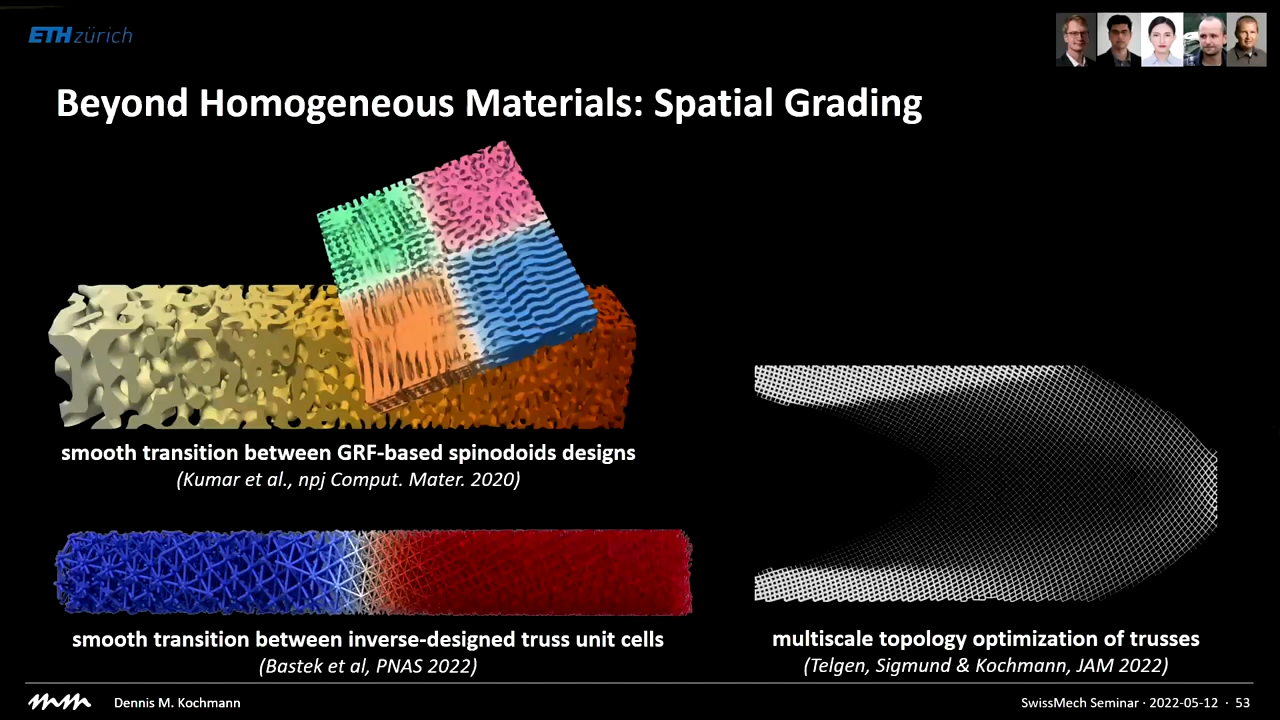 ETH zürich
Beyond Homogeneous Materials: Spatial Grading
smooth transition between GRF-based spinodoids designs
(Kumar et al., npj Comput. Mater. 2020)
smooth transition between inverse-designed truss unit cells
(Bastek et al, PNAS 2022)
multiscale topology optimization of trusses
(Telgen, Sigmund & Kochmann, JAM 2022)
Dennis M. Kochmann
SwissMech Seminar · 2022-05-12 · 53